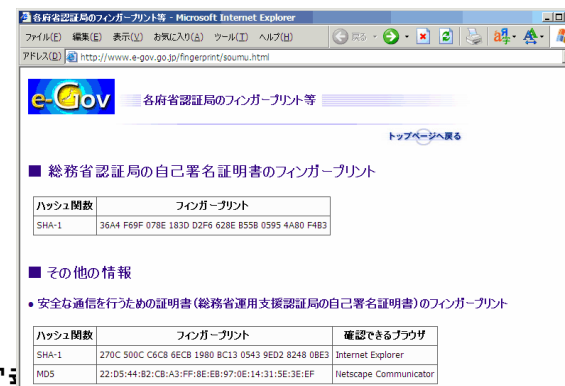 各府省認証局のフィンガープリント等 - Microsoft Internet Explorer
ファイル(F) 編集(E) 表示(V) お気に入り(A) ツール(T) ヘルプ(H)
アドレス(D) http://www.e-gov.go.jp/fingerprint/soumu.html
e-Gov 各府省認証局のフィンガープリント等
トップページへ戻る
■ 総務省認証局の自己署名証明書のフィンガープリント
ハッシュ関数 フィンガープリント
SHA-1 36A4 F69F 078E 183D D2F6 628E B55B 0595 4A80 F4B3
■ その他の情報
• 安全な通信を行うための証明書(総務省運用支援認証局の自己署名証明書)のフィンガープリント
ハッシュ関数 フィンガープリント 確認できるブラウザ
SHA-1 270C 500C C6C8 6ECB 1980 BC13 0543 9ED2 8248 0BE3 Internet Explorer
MD5 22:D5:44:B2:CB:A3:FF:8E:EB:97:0E:14:31:5E:3E:EF Netscape Communicator